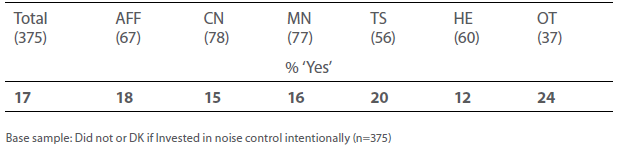 Total AFF CN MN TS HE OT
(375) (67) (78) (77) (56) (60) (37)
% ‘Yes’
17 18 15 16 20 12 24
Base sample: Did not or DK if Invested in noise control intentionally (n=375)